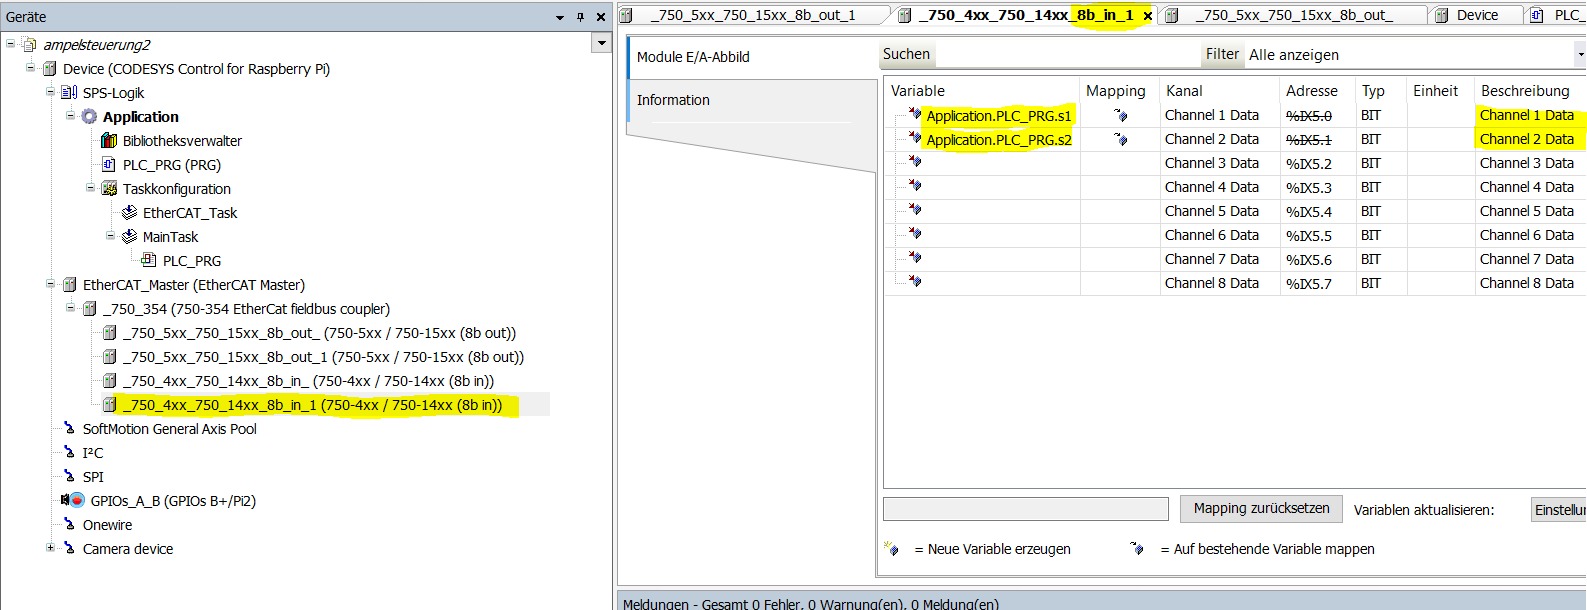 Geräte
ampelsteuerung2
Device (CODESYS Control for Raspberry Pi)
SPS-Logik
Application
Bibliotheksverwalter
PLC_PRG (PRG)
Taskkonfiguration
EtherCAT_Task
MainTask
PLC_PRG
EtherCAT_Master (EtherCAT Master)
_750_354 (750-354 EtherCat fieldbus coupler)
_750_5xx_750_15xx_8b_out_ (750-5xx / 750-15xx (8b out))
_750_5xx_750_15xx_8b_out_1 (750-5xx / 750-15xx (8b out))
_750_4xx_750_14xx_8b_in_ (750-4xx / 750-14xx (8b in))
_750_4xx_750_14xx_8b_in_1 (750-4xx / 750-14xx (8b in))
SoftMotion General Axis Pool
I²C
SPI
GPIOs_A_B (GPIOs B+/Pi2)
Onewire
Camera device
_750_5xx_750_15xx_8b_out_1 _750_4xx_750_14xx_8b_in_1 _750_5xx_750_15xx_8b_out_ Device PLC_
Module E/A-Abbild
Information
Suchen Filter Alle anzeigen
Variable Mapping Kanal Adresse Typ Einheit Beschreibung
Application.PLC_PRG.s1 Channel 1 Data %IX5.0 BIT Channel 1 Data
Application.PLC_PRG.s2 Channel 2 Data %IX5.1 BIT Channel 2 Data
Channel 3 Data %IX5.2 BIT Channel 3 Data
Channel 4 Data %IX5.3 BIT Channel 4 Data
Channel 5 Data %IX5.4 BIT Channel 5 Data
Channel 6 Data %IX5.5 BIT Channel 6 Data
Channel 7 Data %IX5.6 BIT Channel 7 Data
Channel 8 Data %IX5.7 BIT Channel 8 Data
Mapping zurücksetzen Variablen aktualisieren: Einstellur
= Neue Variable erzeugen = Auf bestehende Variable mappen
Meldungen - Gesamt 0 Fehler, 0 Warnung(en), 0 Meldung(en)